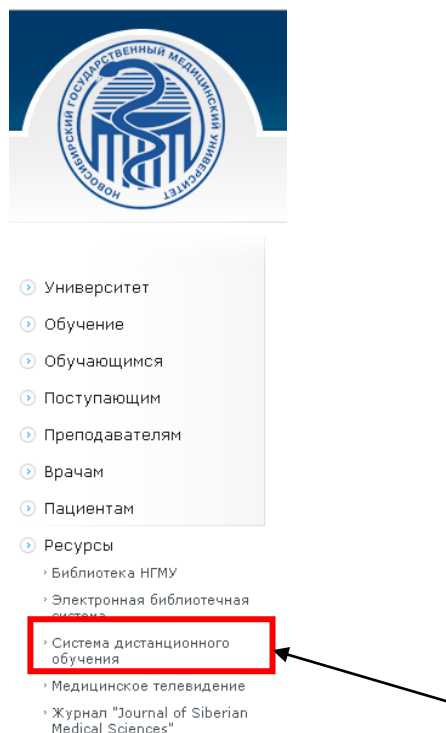 НОВОСИБИРСКИЙ ГОСУДАРСТВЕННЫЙ МЕДИЦИНСКИЙ УНИВЕРСИТЕТ
Университет
Обучение
Обучающимся
Поступающим
Преподавателям
Врачам
Пациентам
Ресурсы
Библиотека НГМУ
Электронная библиотечная
система
Система дистанционного
обучения
Медицинское телевидение
Журнал "Journal of Siberian
Medical Sciences"